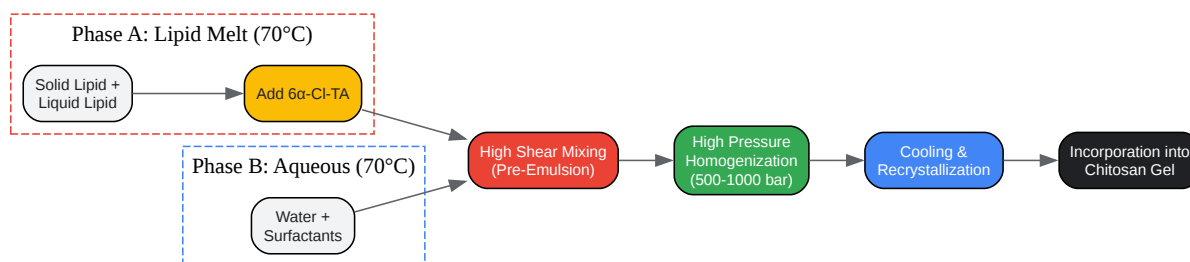 Phase A: Lipid Melt (70°C)
Solid Lipid +
Liquid Lipid
Add 6α-Cl-TA
Phase B: Aqueous (70°C)
Water +
Surfactants
High Shear Mixing
(Pre-Emulsion)
High Pressure
Homogenization
(500-1000 bar)
Cooling &
Recrystallization
Incorporation into
Chitosan Gel